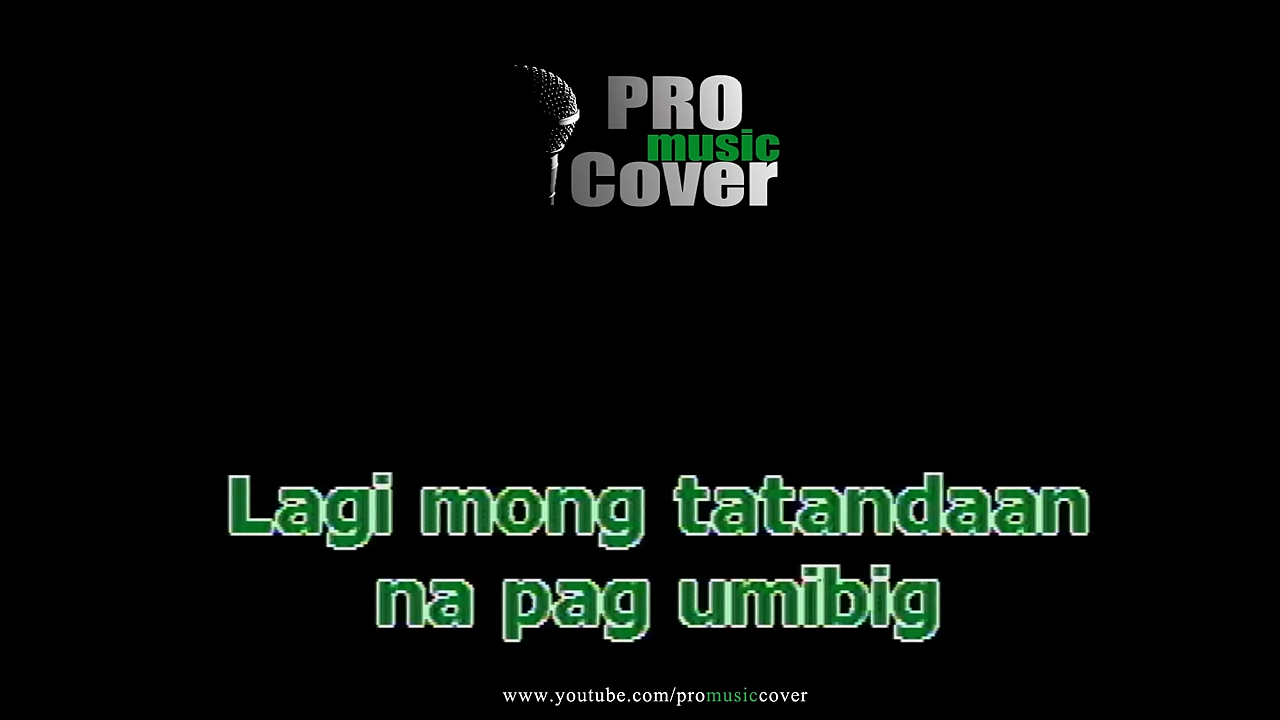 PRO
music
Cover
Lagi mong tatandaan
na pag umibig
www.youtube.com/promusiccover